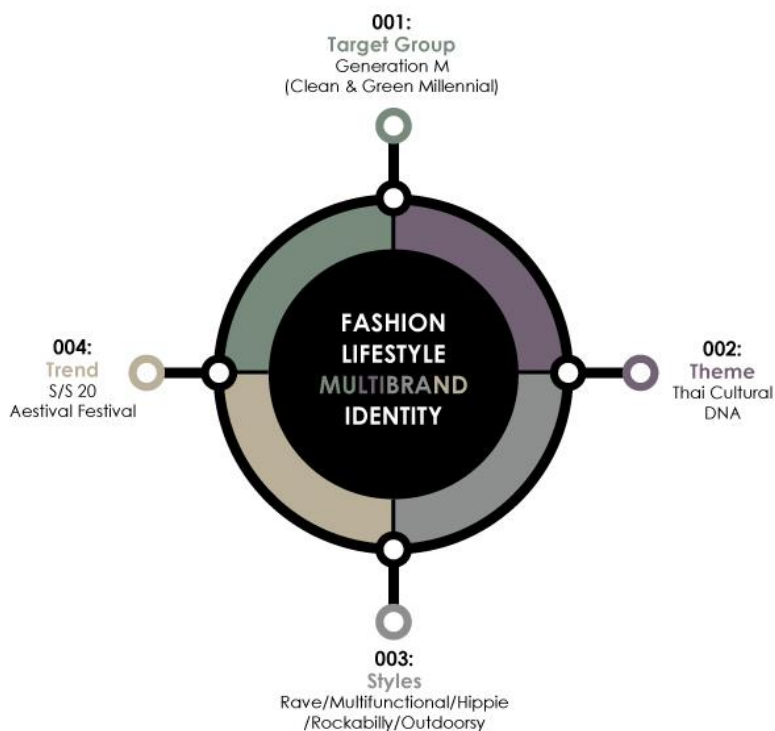 001:
Target Group
Generation M
(Clean & Green Millennial)
FASHION
LIFESTYLE
MULTIBRAND
IDENTITY
002:
Theme
Thai Cultural
DNA
003:
Styles
Rave/Multifunctional/Hippie
/Rockabilly/Outdoorsy
004:
Trend
S/S 20
Aestival Festival